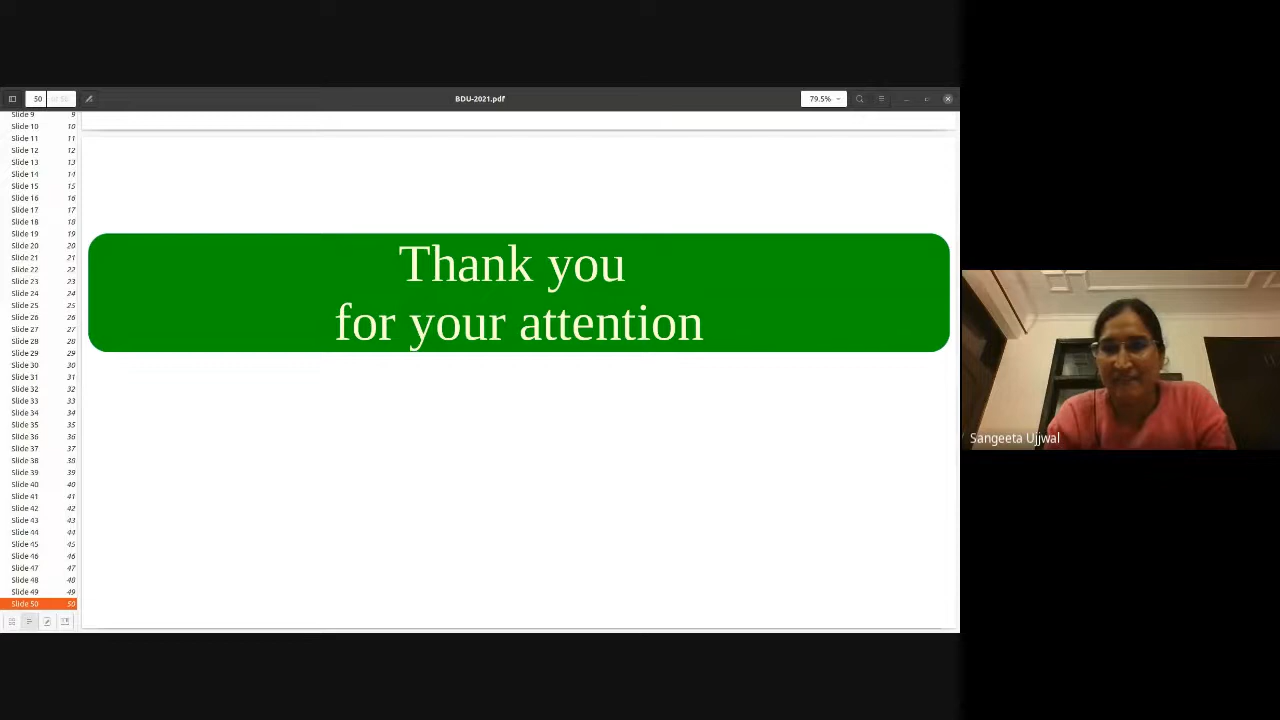 50
of 50
BDU-2021.pdf
79.5%
Slide 9 9
Slide 10 10
Slide 11 11
Slide 12 12
Slide 13 13
Slide 14 14
Slide 15 15
Slide 16 16
Slide 17 17
Slide 18 18
Slide 19 19
Slide 20 20
Slide 21 21
Slide 22 22
Slide 23 23
Slide 24 24
Slide 25 25
Slide 26 26
Slide 27 27
Slide 28 28
Slide 29 29
Slide 30 30
Slide 31 31
Slide 32 32
Slide 33 33
Slide 34 34
Slide 35 35
Slide 36 36
Slide 37 37
Slide 38 38
Slide 39 39
Slide 40 40
Slide 41 41
Slide 42 42
Slide 43 43
Slide 44 44
Slide 45 45
Slide 46 46
Slide 47 47
Slide 48 48
Slide 49 49
Slide 50 50
Thank you
for your attention
Sangeeta Ujjwal